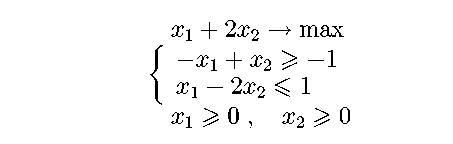 x₁ + 2x₂ → max
−x₁ + x₂ ⩾ −1
x₁ − 2x₂ ⩽ 1
x₁ ⩾ 0 , x₂ ⩾ 0